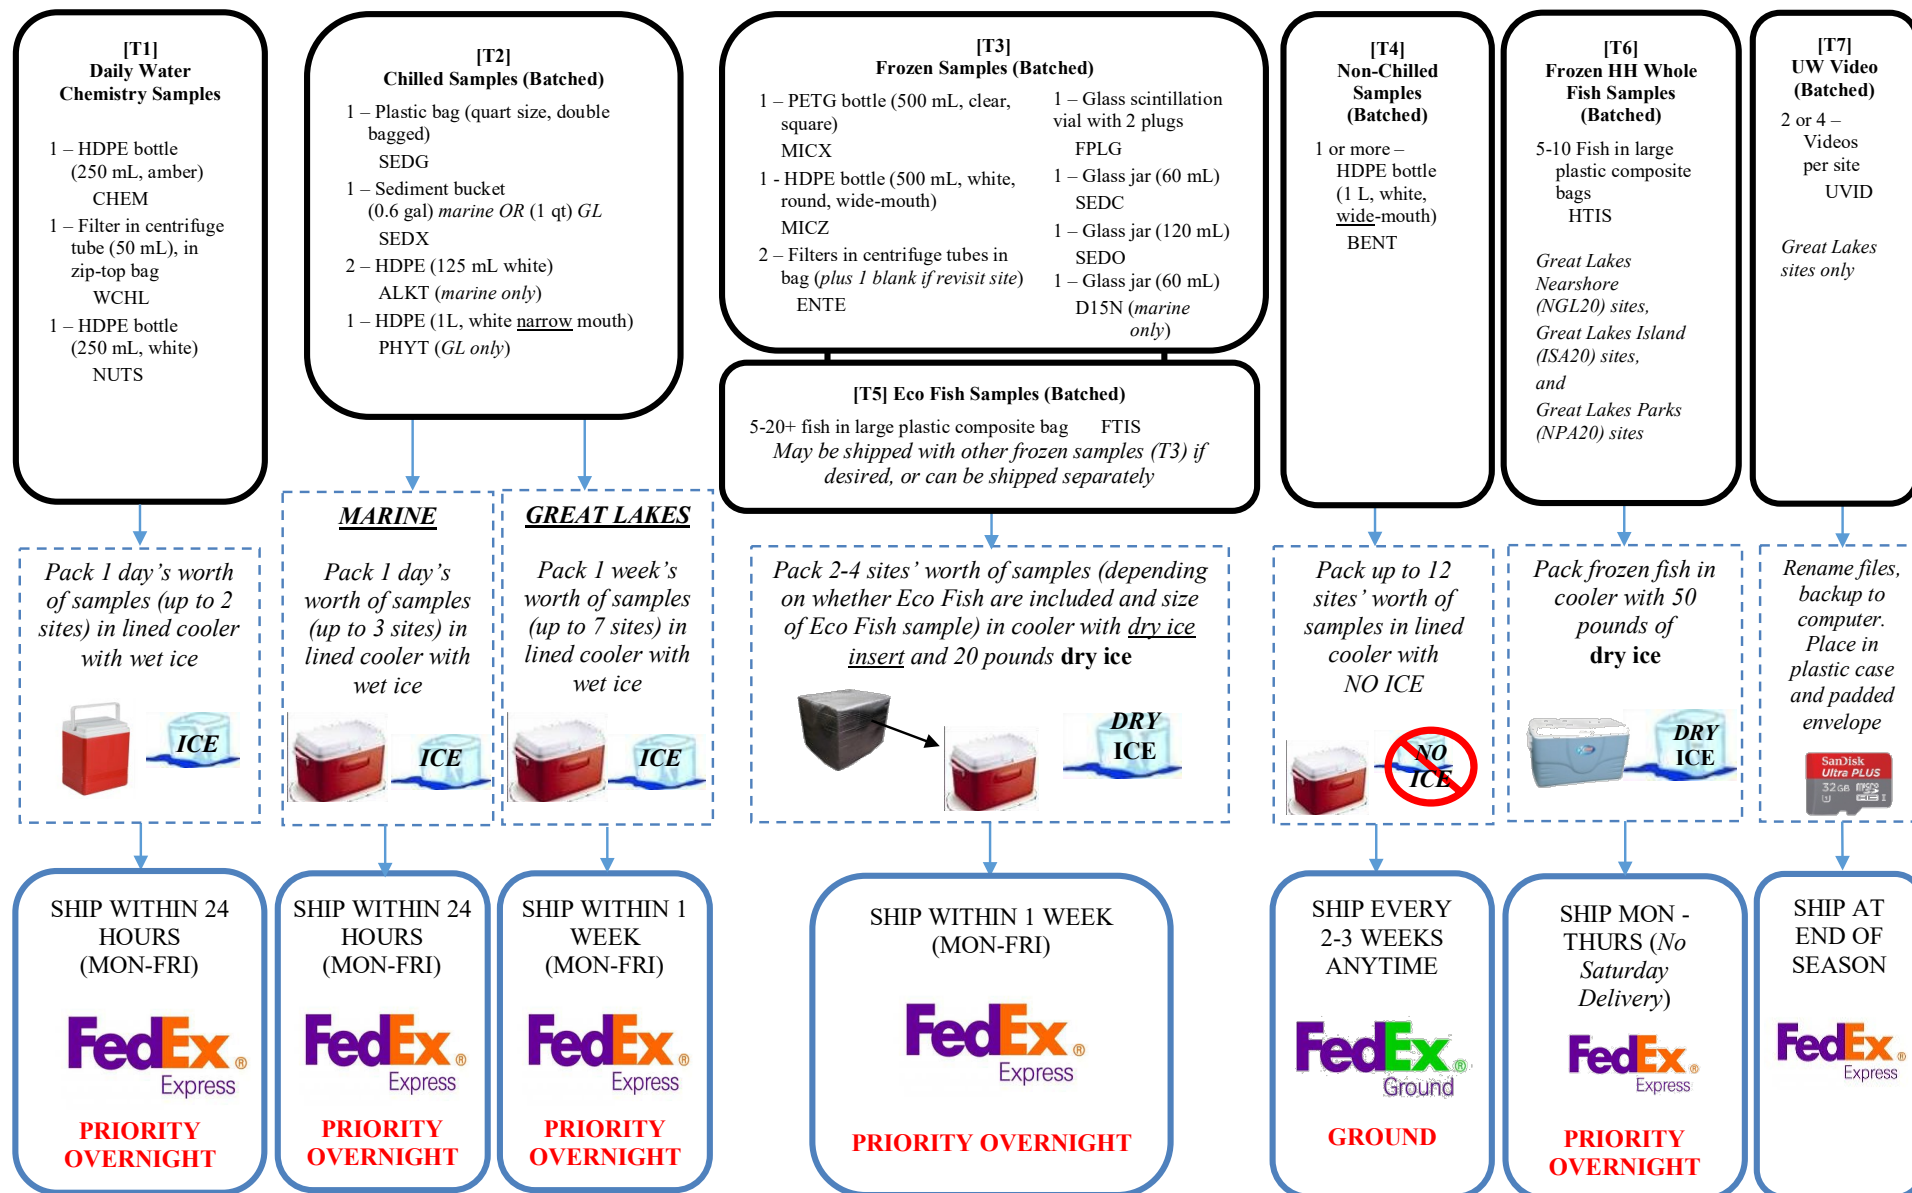 [T1]
Daily Water
Chemistry Samples
1 – HDPE bottle
(250 mL, amber)
CHEM
1 – Filter in centrifuge
tube (50 mL), in
zip-top bag
WCHL
1 – HDPE bottle
(250 mL, white)
NUTS
[T2]
Chilled Samples (Batched)
1 – Plastic bag (quart size, double
bagged)
SEDG
1 – Sediment bucket
(0.6 gal) marine OR (1 qt) GL
SEDX
2 – HDPE (125 mL white)
ALKT (marine only)
1 – HDPE (1L, white narrow mouth)
PHYT (GL only)
[T3]
Frozen Samples (Batched)
1 – PETG bottle (500 mL, clear,
square)
MICX
1 - HDPE bottle (500 mL, white,
round, wide-mouth)
MICZ
2 – Filters in centrifuge tubes in
bag (plus 1 blank if revisit site)
ENTE
1 – Glass scintillation
vial with 2 plugs
FPLG
1 – Glass jar (60 mL)
SEDC
1 – Glass jar (120 mL)
SEDO
1 – Glass jar (60 mL)
D15N (marine
only)
[T5] Eco Fish Samples (Batched)
5-20+ fish in large plastic composite bag FTIS
May be shipped with other frozen samples (T3) if
desired, or can be shipped separately
[T4]
Non-Chilled
Samples
(Batched)
1 or more –
HDPE bottle
(1 L, white,
wide-mouth)
BENT
[T6]
Frozen HH Whole
Fish Samples
(Batched)
5-10 Fish in large
plastic composite
bags
HTIS
Great Lakes
Nearshore
(NGL20) sites,
Great Lakes Island
(ISA20) sites,
and
Great Lakes Parks
(NPA20) sites
[T7]
UW Video
(Batched)
2 or 4 –
Videos
per site
UVID
Great Lakes
sites only
Pack 1 day's worth
of samples (up to 2
sites) in lined cooler
with wet ice
ICE
MARINE
Pack 1 day's
worth of samples
(up to 3 sites) in
lined cooler with
wet ice
ICE
GREAT LAKES
Pack 1 week's
worth of samples
(up to 7 sites) in
lined cooler with
wet ice
ICE
Pack 2-4 sites' worth of samples (depending
on whether Eco Fish are included and size
of Eco Fish sample) in cooler with dry ice
insert and 20 pounds dry ice
DRY
ICE
Pack up to 12
sites' worth of
samples in lined
cooler with
NO ICE
NO
ICE
Pack frozen fish in
cooler with 50
pounds of
dry ice
DRY
ICE
Rename files,
backup to
computer.
Place in
plastic case
and padded
envelope
SanDisk
Ultra PLUS
32GB micro
SHIP WITHIN 24
HOURS
(MON-FRI)
FedEx®
Express
PRIORITY
OVERNIGHT
SHIP WITHIN 24
HOURS
(MON-FRI)
FedEx®
Express
PRIORITY
OVERNIGHT
SHIP WITHIN 1
WEEK
(MON-FRI)
FedEx®
Express
PRIORITY
OVERNIGHT
SHIP WITHIN 1 WEEK
(MON-FRI)
FedEx®
Express
PRIORITY OVERNIGHT
SHIP EVERY
2-3 WEEKS
ANYTIME
FedEx®
Ground
GROUND
SHIP MON -
THURS (No
Saturday
Delivery)
FedEx®
Express
PRIORITY
OVERNIGHT
SHIP AT
END OF
SEASON
FedEx®
Express